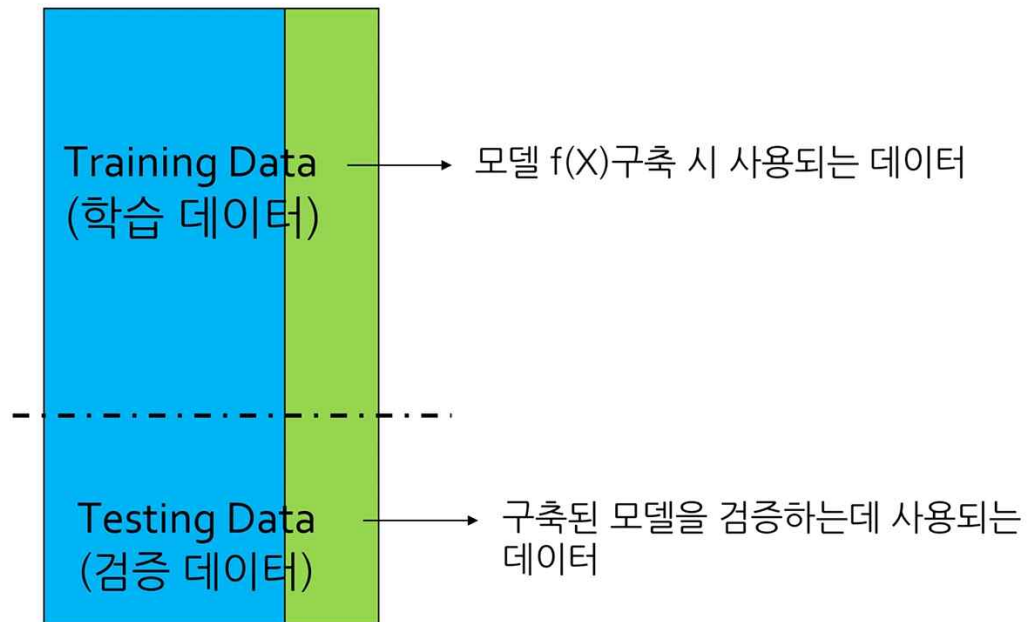 Training Data
(학습 데이터)
모델 f(X)구축 시 사용되는 데이터
Testing Data
(검증 데이터)
구축된 모델을 검증하는데 사용되는
데이터